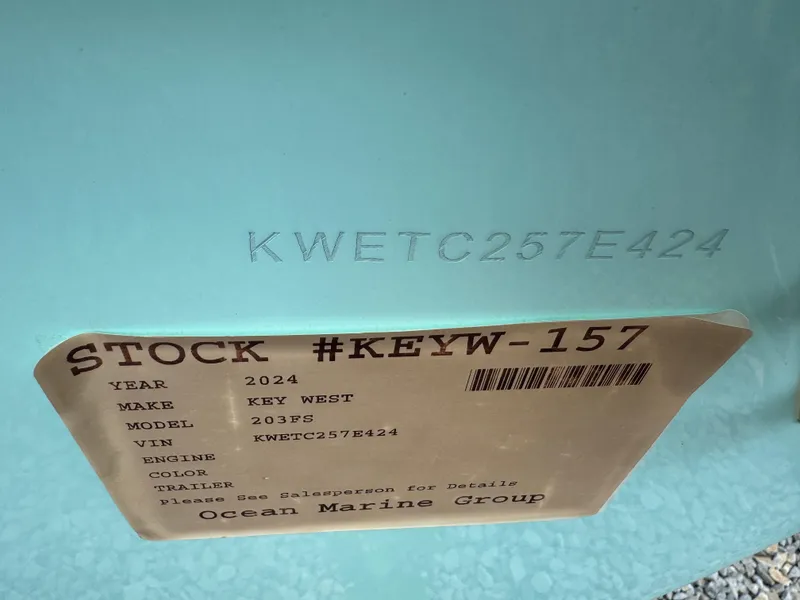 KWETC257E424
STOCK #KEYW-157
YEAR 2024
MAKE KEY WEST
MODEL 203FS
VIN KWETC257E424
ENGINE
COLOR
TRAILER
Please See Salesperson for Details
Ocean Marine Group